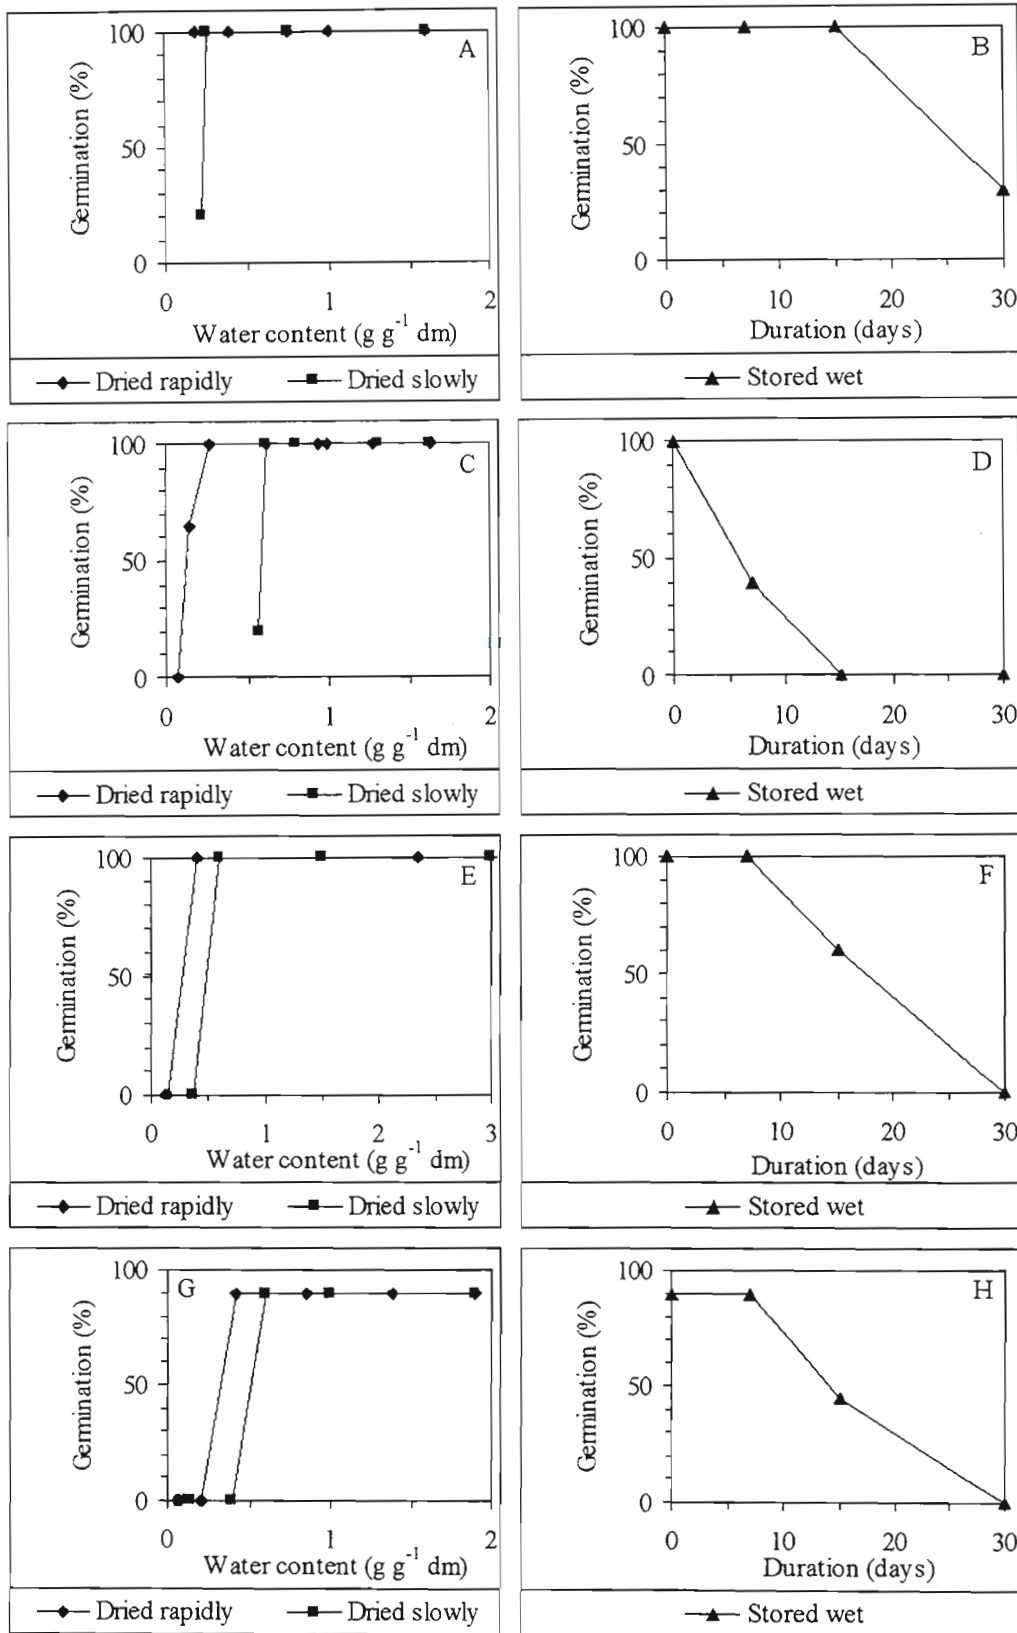 A
Germination (%)
100
50
0
0 1 2
Water content (g g⁻¹ dm)
Dried rapidly Dried slowly
B
Germination (%)
100
50
0
0 10 20 30
Duration (days)
Stored wet
C
Germination (%)
100
50
0
0 1 2
Water content (g g⁻¹ dm)
Dried rapidly Dried slowly
D
Germination (%)
100
50
0
0 10 20 30
Duration (days)
Stored wet
E
Germination (%)
100
50
0
0 1 2 3
Water content (g g⁻¹ dm)
Dried rapidly Dried slowly
F
Germination (%)
100
50
0
0 10 20 30
Duration (days)
Stored wet
G
Germination (%)
100
50
0
0 1 2
Water content (g g⁻¹ dm)
Dried rapidly Dried slowly
H
Germination (%)
100
50
0
0 10 20 30
Duration (days)
Stored wet